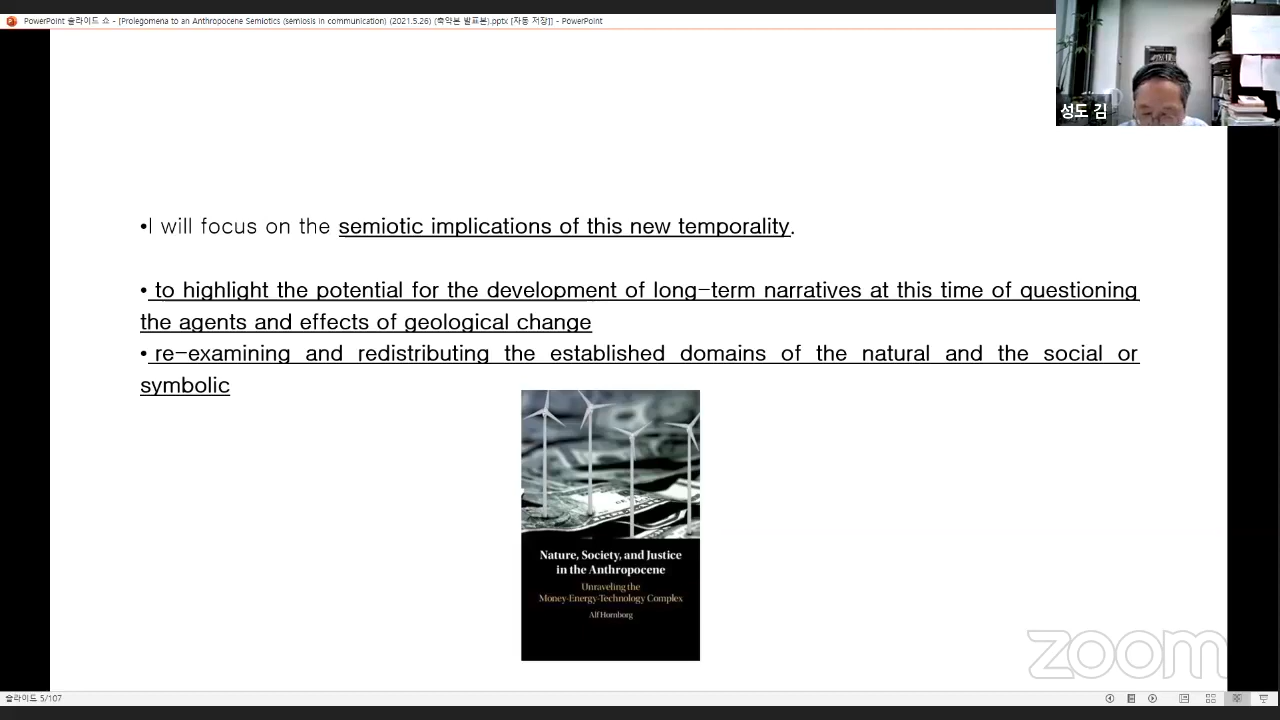 PowerPoint 슬라이드 쇼 - [Prolegomena to an Anthropocene Semiotics (semiosis in communication) (2021.5.26) (축약본 발표본).pptx [자동 저장]] - PowerPoint
성도 김
•I will focus on the semiotic implications of this new temporality.
• to highlight the potential for the development of long-term narratives at this time of questioning
the agents and effects of geological change
• re-examining and redistributing the established domains of the natural and the social or
symbolic
Nature, Society, and Justice
in the Anthropocene
Unraveling the
Money-Energy-Technology Complex
Alf Hornborg
zoom
슬라이드 5/107